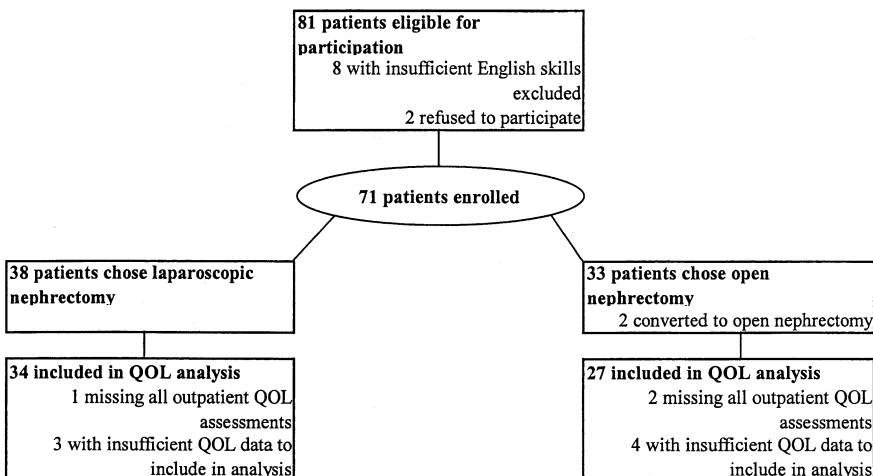 81 patients eligible for
participation
8 with insufficient English skills
excluded
2 refused to participate
71 patients enrolled
38 patients chose laparoscopic
nephrectomy
33 patients chose open
nephrectomy
2 converted to open nephrectomy
34 included in QOL analysis
1 missing all outpatient QOL
assessments
3 with insufficient QOL data to
include in analysis
27 included in QOL analysis
2 missing all outpatient QOL
assessments
4 with insufficient QOL data to
include in analysis